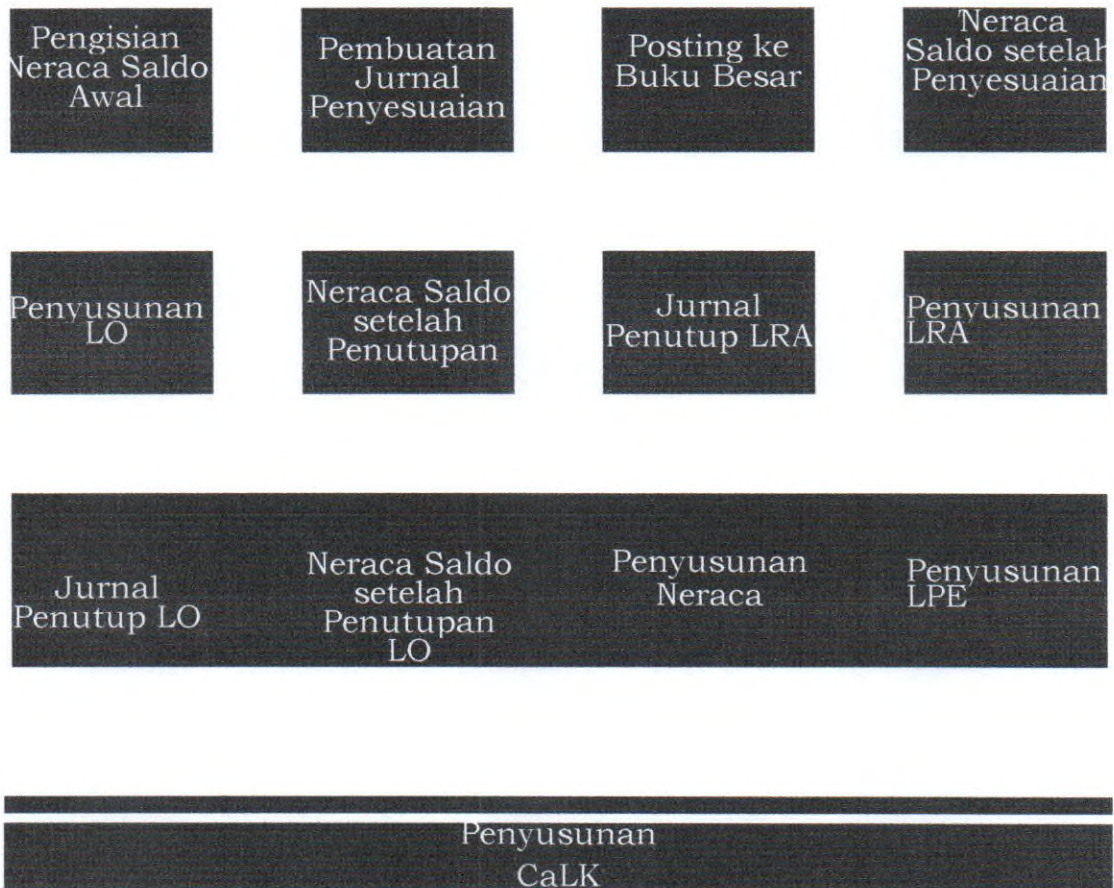 Pengisian
Neraca Saldo
Awal
Pembuatan
Jurnal
Penyesuaian
Posting ke
Buku Besar
Neraca
Saldo setelah
Penyesuaian
Penyusunan
LO
Neraca Saldo
setelah
Penutupan
Jurnal
Penutup LRA
Penyusunan
LRA
Jurnal
Penutup LO
Neraca Saldo
setelah
Penutupan
LO
Penyusunan
Neraca
Penyusunan
LPE
Penyusunan
CaLK